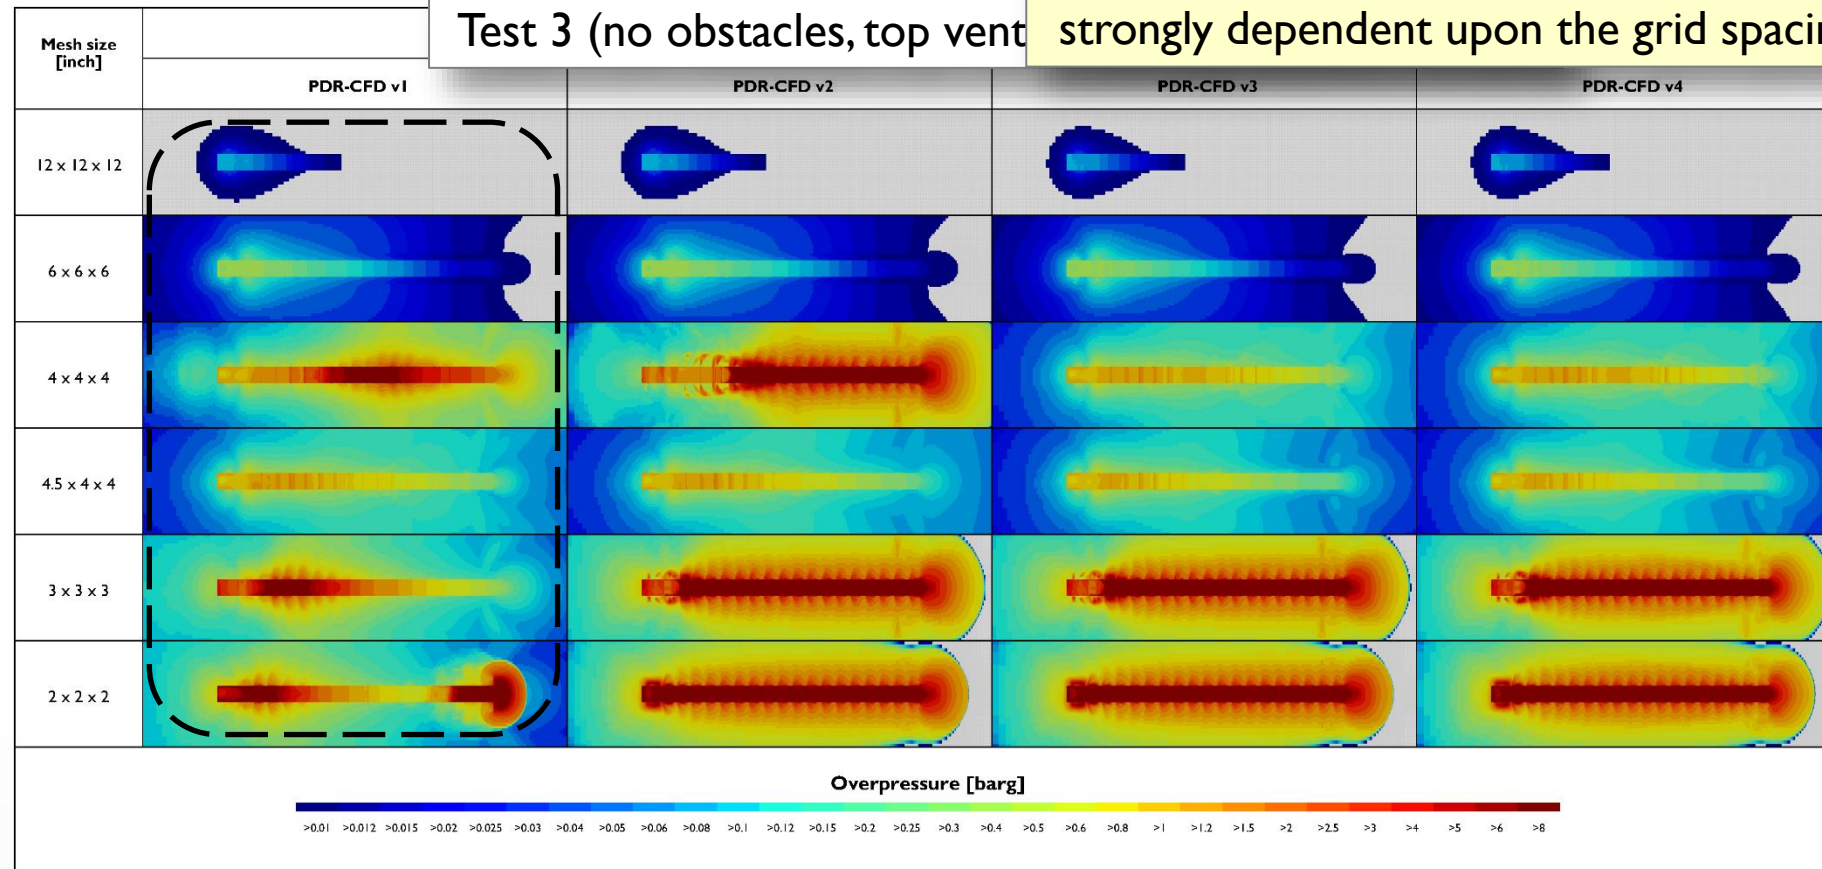 Test 3 (no obstacles, top vent
strongly dependent upon the grid
Mesh size
[inch]
PDR-CFD v1
PDR-CFD v2
PDR-CFD v3
PDR-CFD v4
12 x 12 x 12
6 x 6 x 6
4 x 4 x 4
4.5 x 4 x 4
3 x 3 x 3
2 x 2 x 2
Overpressure [barg]
>0.01 >0.012 >0.015 >0.02 >0.025 >0.03 >0.04 >0.05 >0.06 >0.08 >0.1 >0.12 >0.15 >0.2 >0.25 >0.3 >0.4 >0.5 >0.6 >0.8 >1 >1.2 >1.5 >2 >2.5 >3 >4 >5 >6 >8